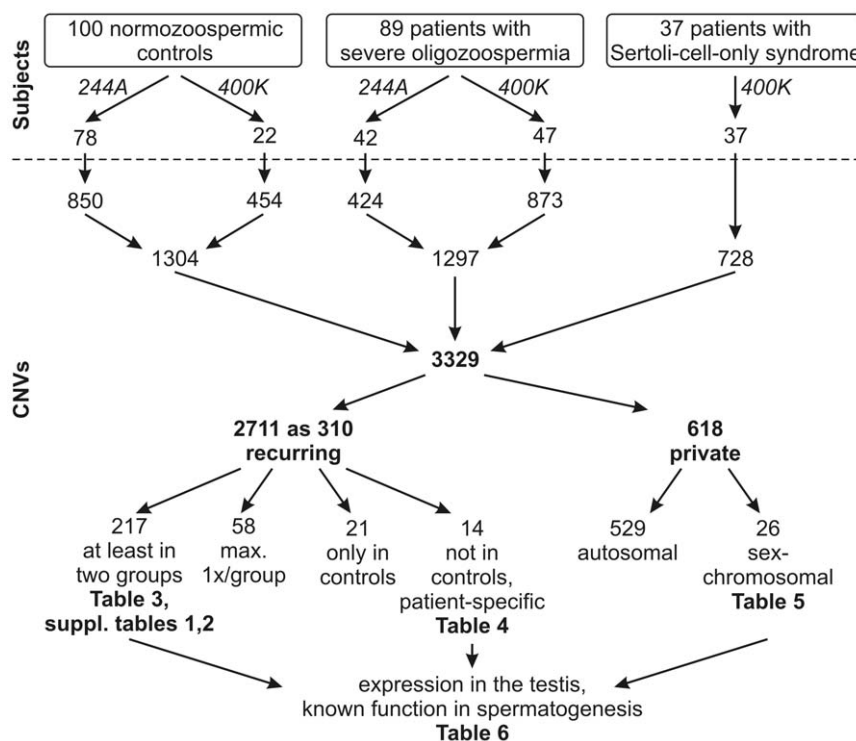 Subjects
100 normozoospermic
controls
89 patients with
severe oligozoospermia
37 patients with
Sertoli-cell-only syndrome
244A 400K 244A 400K 400K
78 22 42 47 37
CNVs
850 454 424 873
1304 1297 728
3329
2711 as 310
recurring
618
private
217
at least in
two groups
Table 3,
suppl. tables 1,2
58
max.
1x/group
21
only in
controls
14
not in
controls,
patient-specific
Table 4
529
autosomal
26
sex-
chromosomal
Table 5
expression in the testis,
known function in spermatogenesis
Table 6